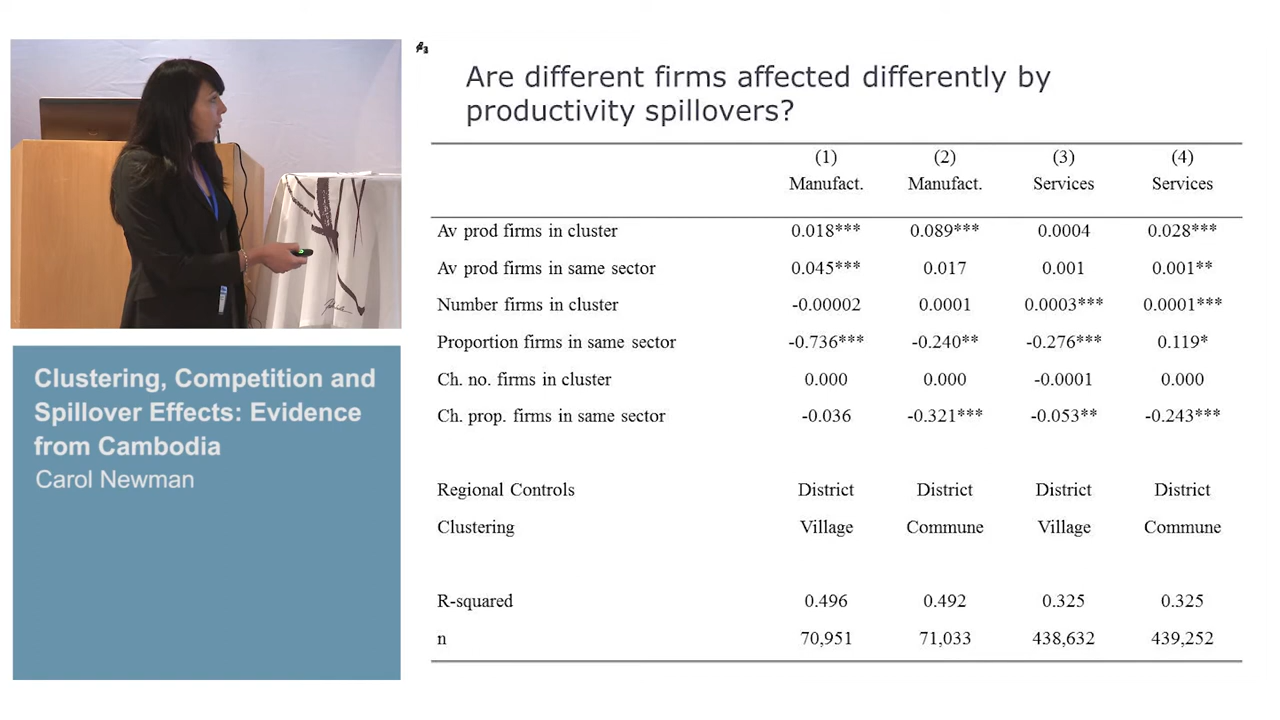 Are different firms affected differently by
productivity spillovers?
(1) (2) (3) (4)
Manufact. Manufact. Services Services
Av prod firms in cluster 0.018*** 0.089*** 0.0004 0.028***
Av prod firms in same sector 0.045*** 0.017 0.001 0.001**
Number firms in cluster -0.00002 0.0001 0.0003*** 0.0001***
Proportion firms in same sector -0.736*** -0.240** -0.276*** 0.119*
Ch. no. firms in cluster 0.000 0.000 -0.0001 0.000
Ch. prop. firms in same sector -0.036 -0.321*** -0.053** -0.243***
Regional Controls District District District District
Clustering Village Commune Village Commune
R-squared 0.496 0.492 0.325 0.325
n 70,951 71,033 438,632 439,252
Clustering, Competition and
Spillover Effects: Evidence
from Cambodia
Carol Newman